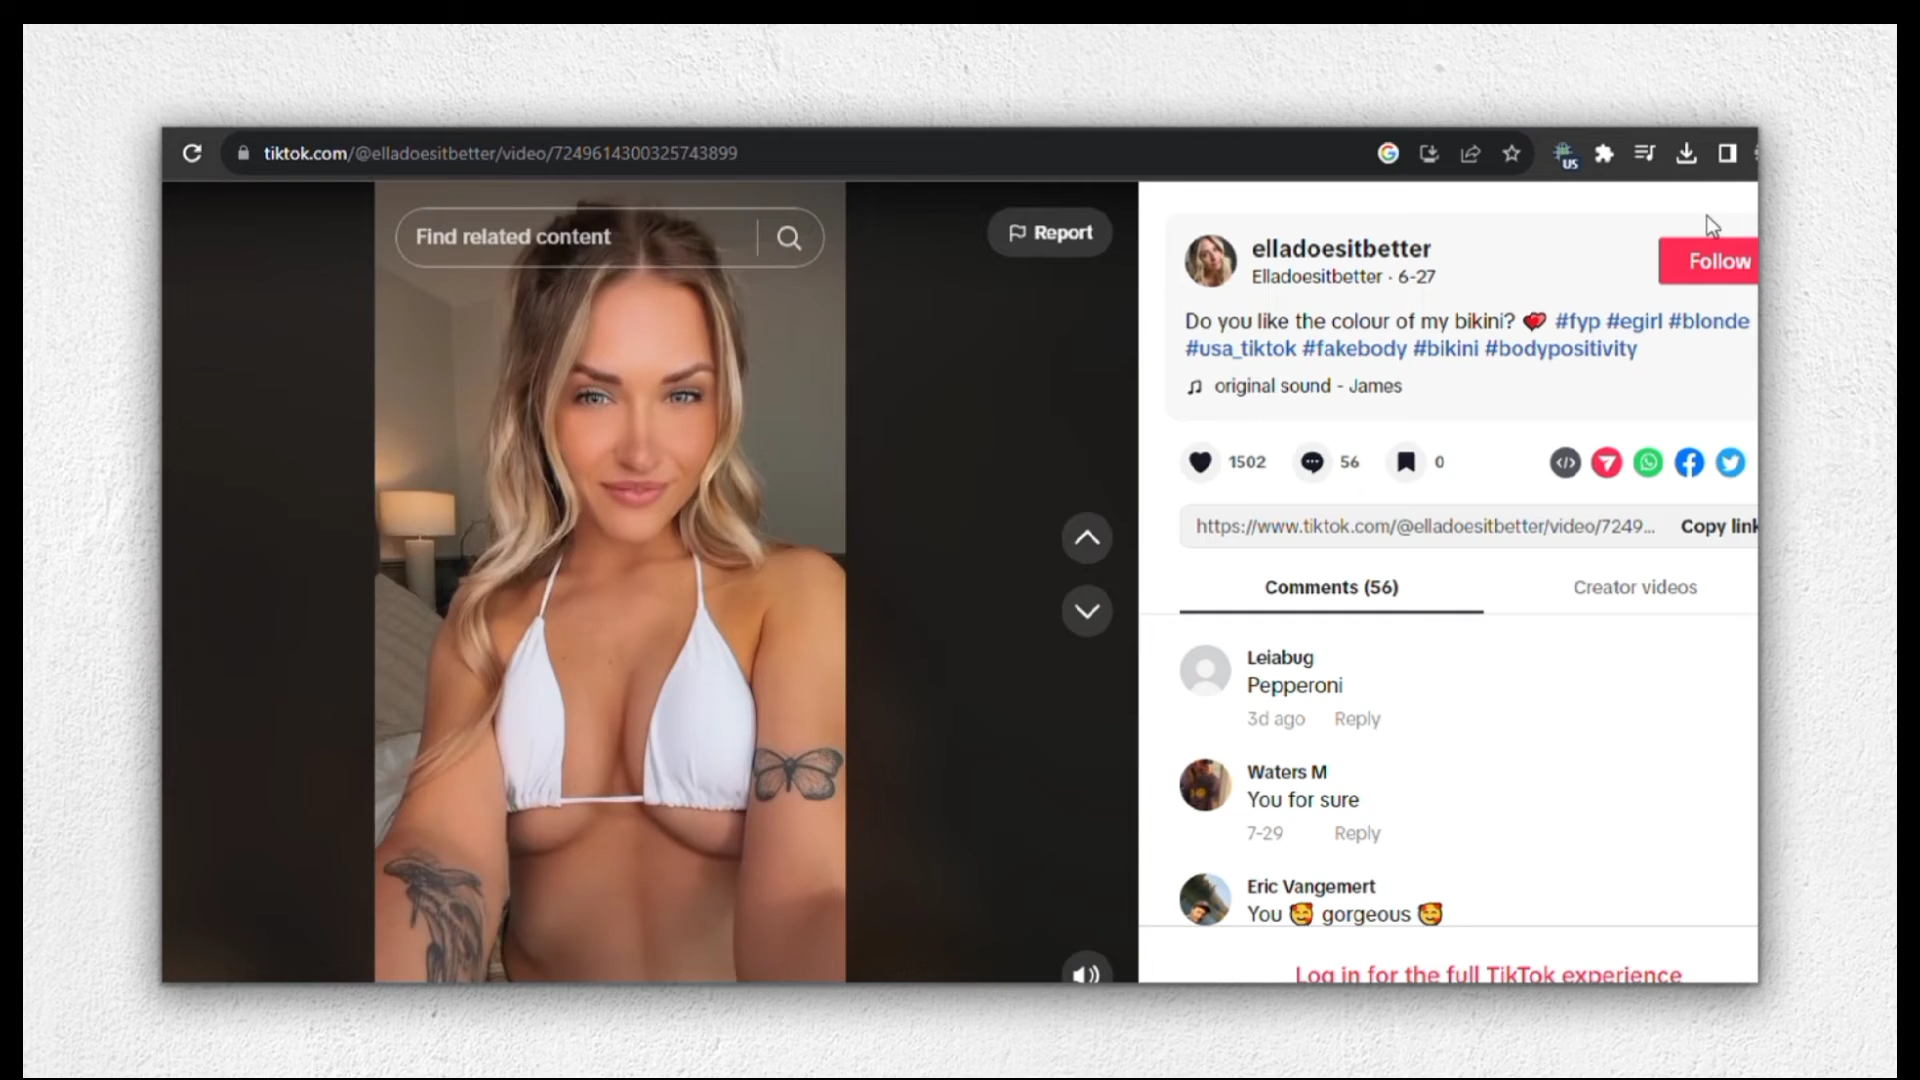 tiktok.com/@elladoesitbetter/video/7249614300325743899
US
Find related content
Report
elladoesitbetter
Elladoesitbetter · 6-27
Follow
Do you like the colour of my bikini? 💕 #fyp #egirl #blonde
#usa_tiktok #fakebody #bikini #bodypositivity
original sound - James
1502
56
0
https://www.tiktok.com/@elladoesitbetter/video/7249...
Copy link
Comments (56)
Creator videos
Leiabug
Pepperoni
3d ago
Reply
Waters M
You for sure
7-29
Reply
Eric Vangemert
You 🥰 gorgeous 🥰
Log in for the full TikTok experience